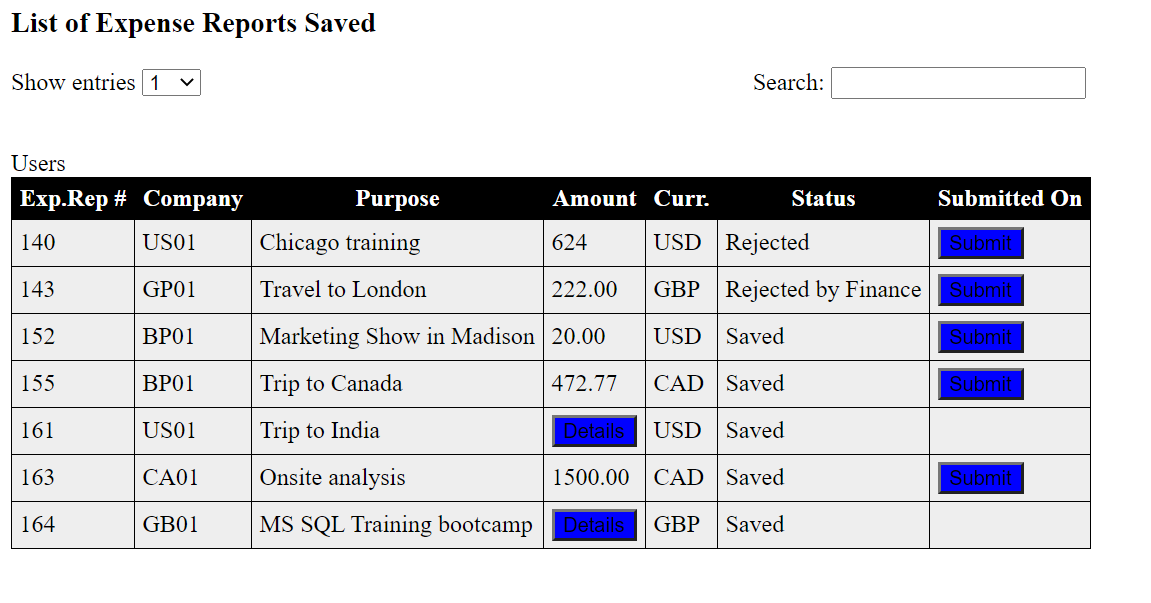 List of Expense Reports Saved
Show entries 1 Search:
Users
Exp.Rep # Company Purpose Amount Curr. Status Submitted On
140 US01 Chicago training 624 USD Rejected Submit
143 GP01 Travel to London 222.00 GBP Rejected by Finance Submit
152 BP01 Marketing Show in Madison 20.00 USD Saved Submit
155 BP01 Trip to Canada 472.77 CAD Saved Submit
161 US01 Trip to India Details USD Saved
163 CA01 Onsite analysis 1500.00 CAD Saved Submit
164 GB01 MS SQL Training bootcamp Details GBP Saved